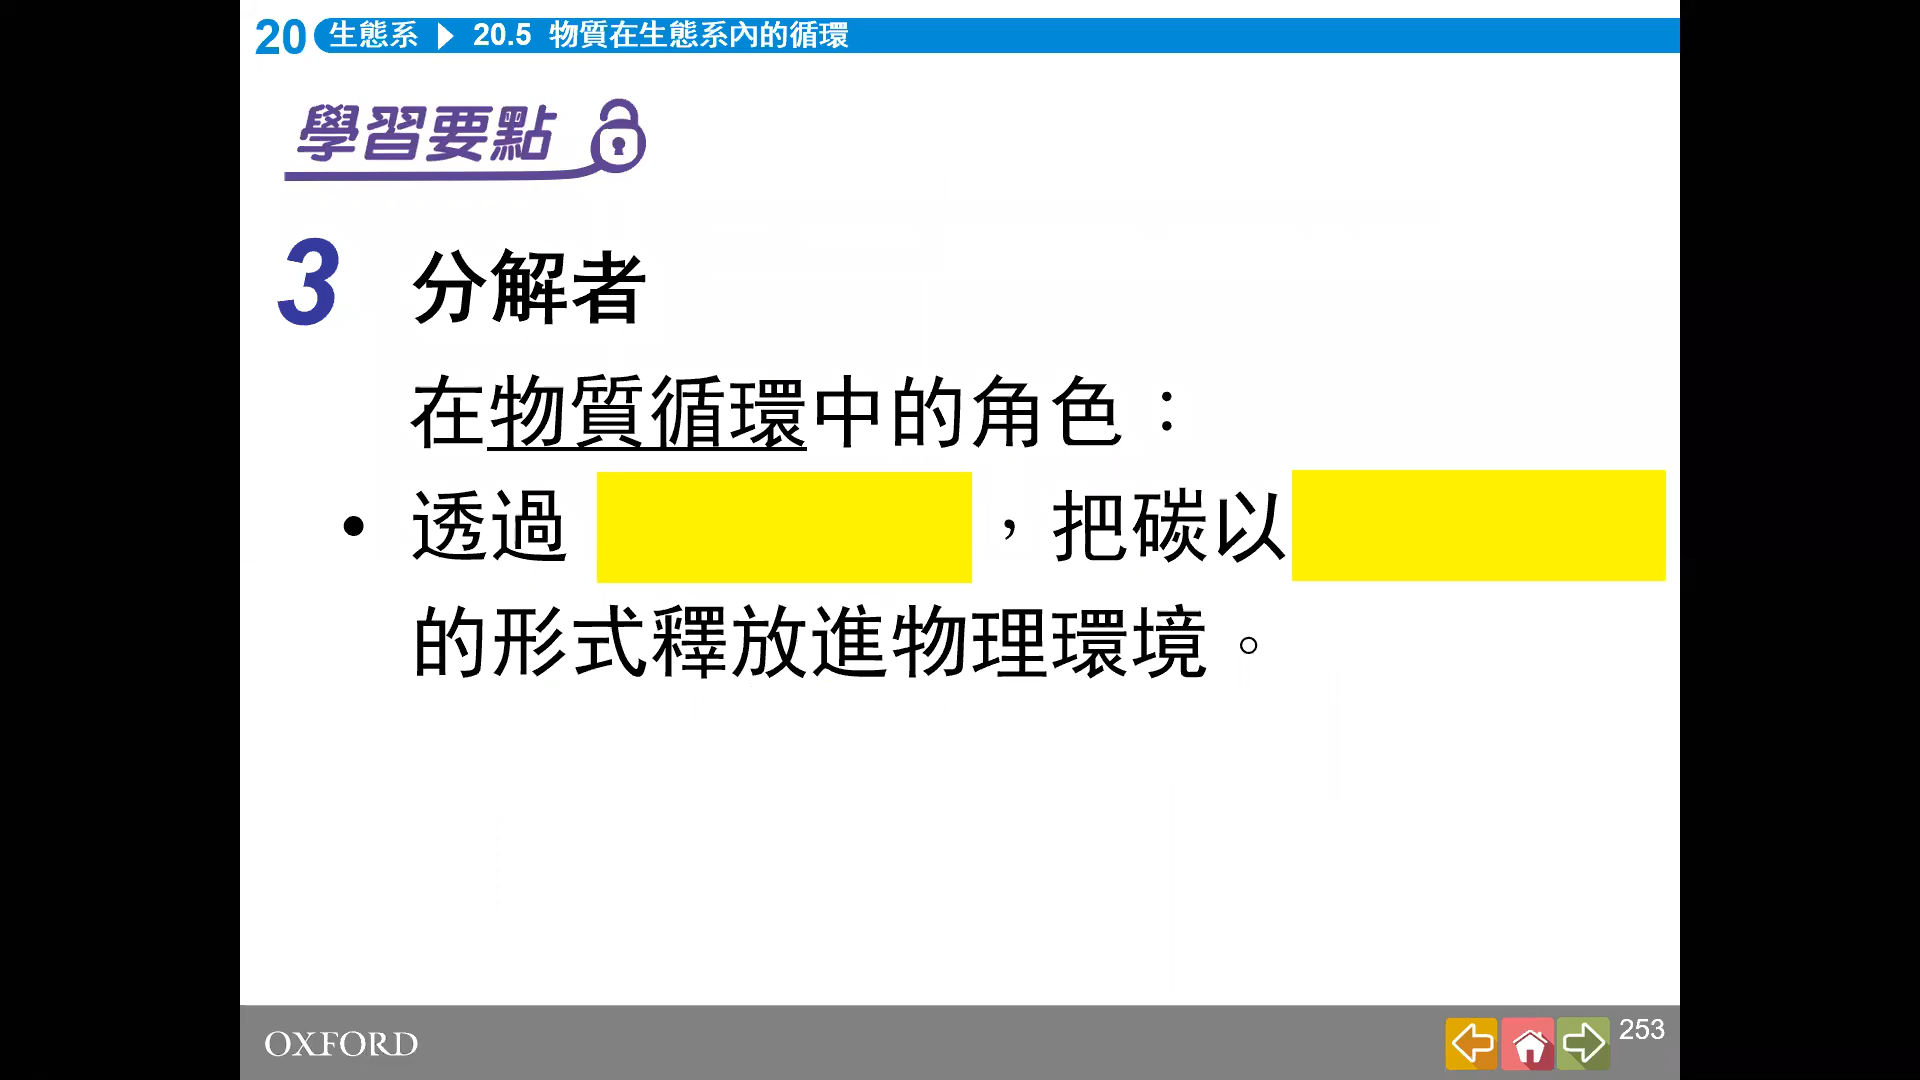 20 生態系 ▶ 20.5 物質在生態系內的循環
學習要點
3 分解者
在物質循環中的角色：
• 透過 ，把碳以
的形式釋放進物理環境。
OXFORD
253